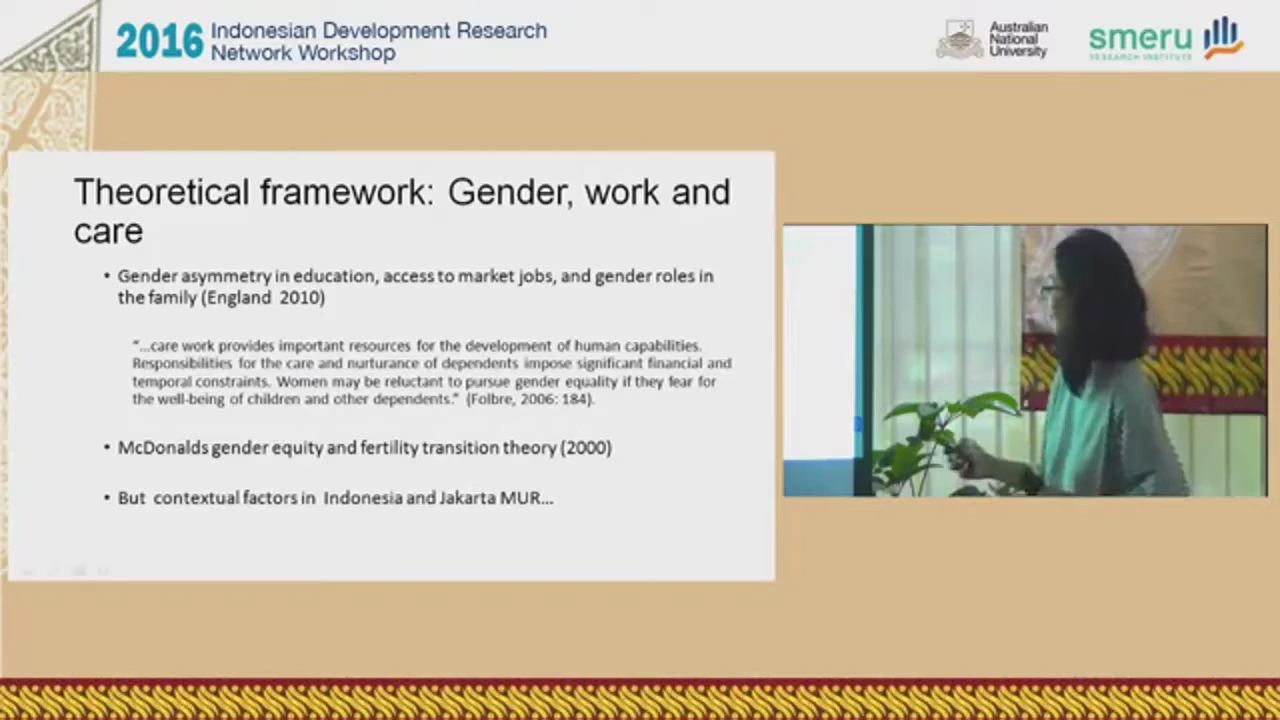 2016 Indonesian Development Research
Network Workshop
Australian
National
University
smeru
RESEARCH INSTITUTE
Theoretical framework: Gender, work and
care
• Gender asymmetry in education, access to market jobs, and gender roles in
the family (England 2010)
“...care work provides important resources for the development of human capabilities.
Responsibilities for the care and nurturance of dependents impose significant financial and
temporal constraints. Women may be reluctant to pursue gender equality if they fear for
the well-being of children and other dependents.” (Folbre, 2006: 184).
• McDonalds gender equity and fertility transition theory (2000)
• But contextual factors in Indonesia and Jakarta MUR...